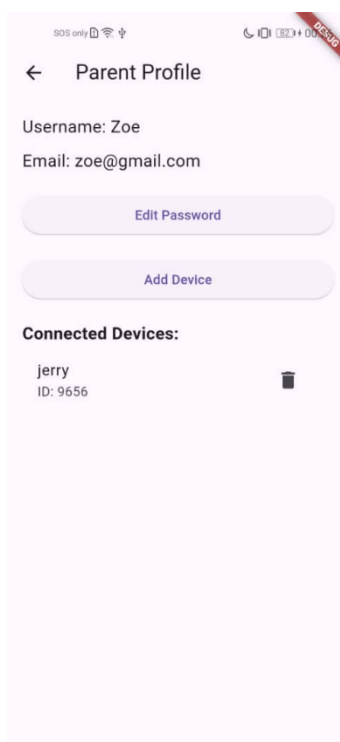 SOS only
82
DEBUG
Parent Profile
Username: Zoe
Email: zoe@gmail.com
Edit Password
Add Device
Connected Devices:
jerry
ID: 9656